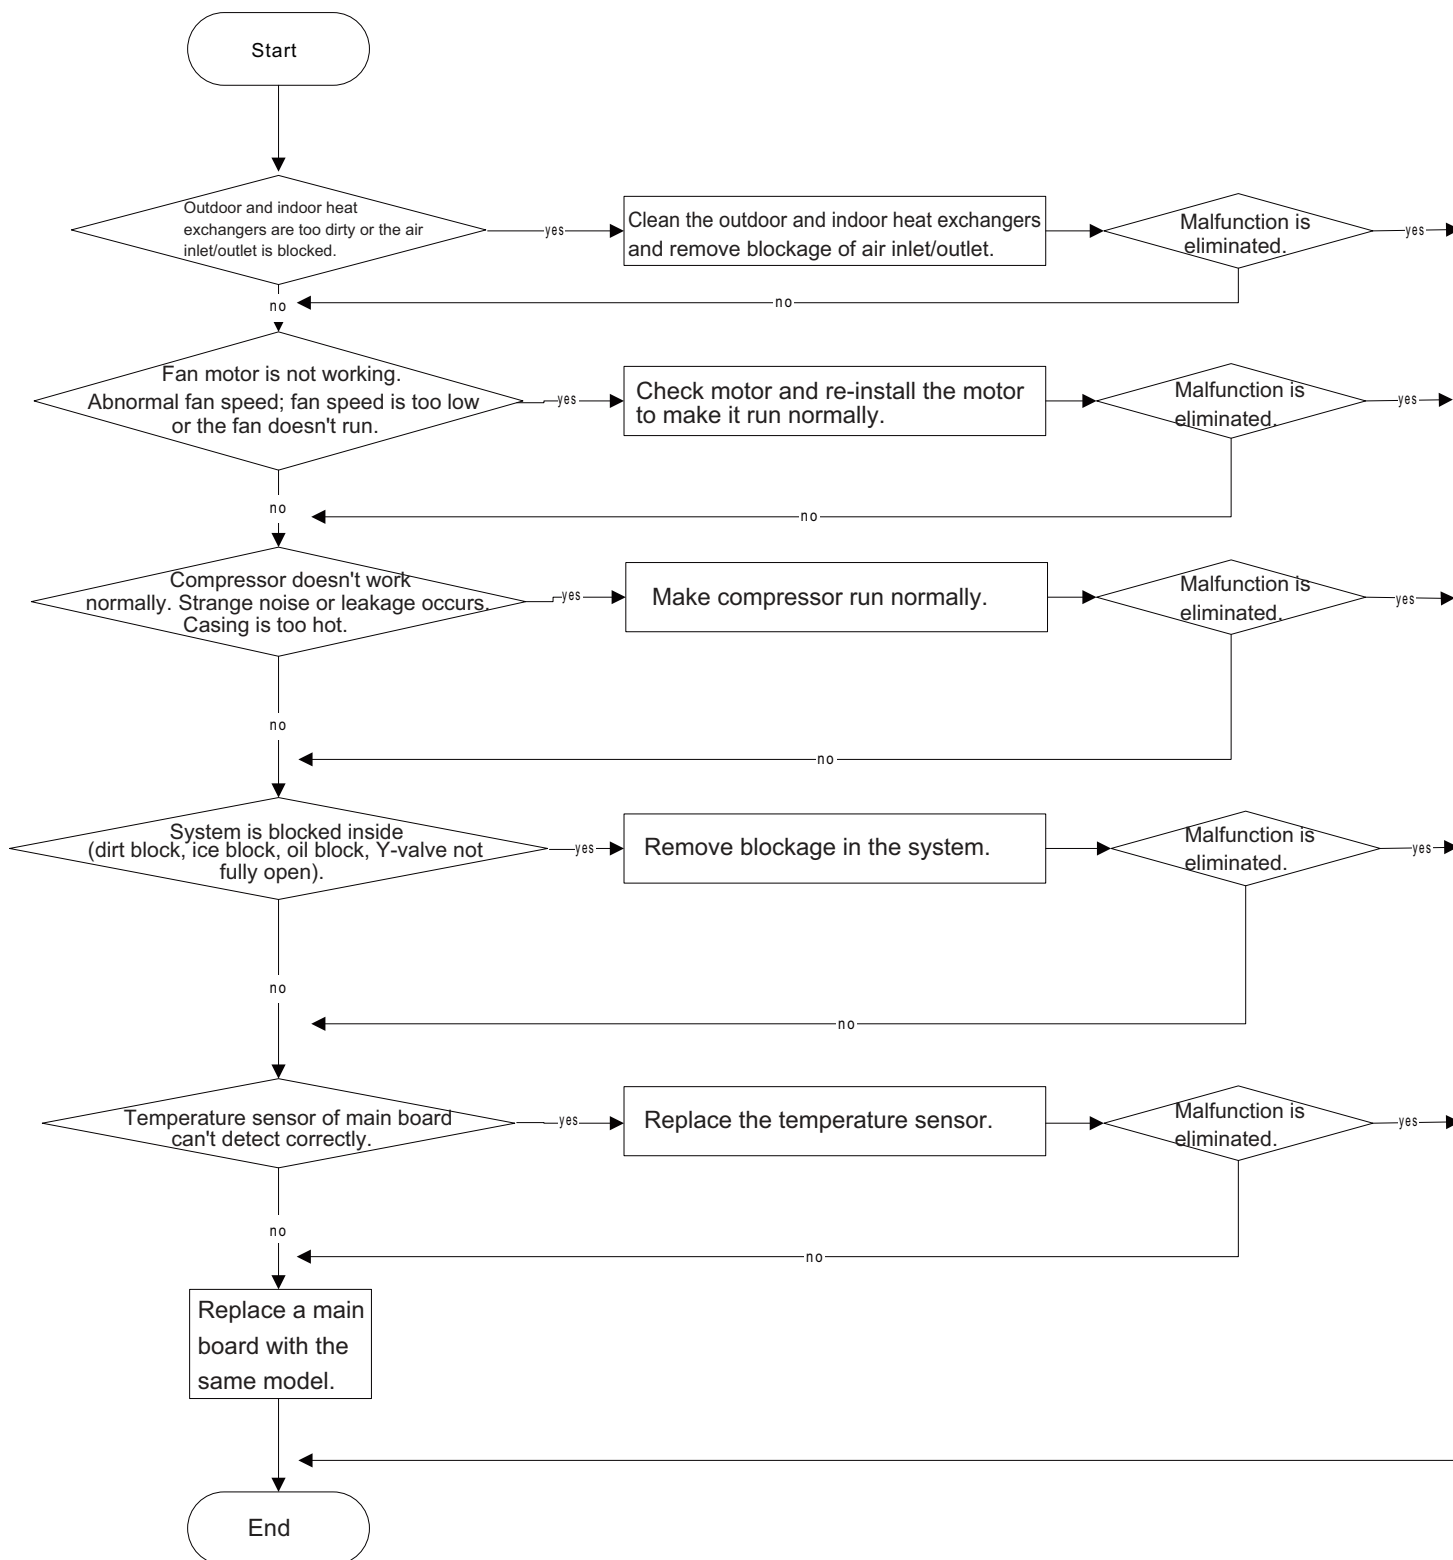 Start
Outdoor and indoor heat
exchangers are too dirty or the air
inlet/outlet is blocked.
yes
Clean the outdoor and indoor heat exchangers
and remove blockage of air inlet/outlet.
Malfunction is
eliminated.
yes
no
no
Fan motor is not working.
Abnormal fan speed; fan speed is too low
or the fan doesn't run.
yes
Check motor and re-install the motor
to make it run normally.
Malfunction is
eliminated.
yes
no
no
Compressor doesn't work
normally. Strange noise or leakage occurs.
Casing is too hot.
yes
Make compressor run normally.
Malfunction is
eliminated.
yes
no
no
System is blocked inside
(dirt block, ice block, oil block, Y-valve not
fully open).
yes
Remove blockage in the system.
Malfunction is
eliminated.
yes
no
no
Temperature sensor of main board
can't detect correctly.
yes
Replace the temperature sensor.
Malfunction is
eliminated.
yes
no
no
Replace a main
board with the
same model.
End